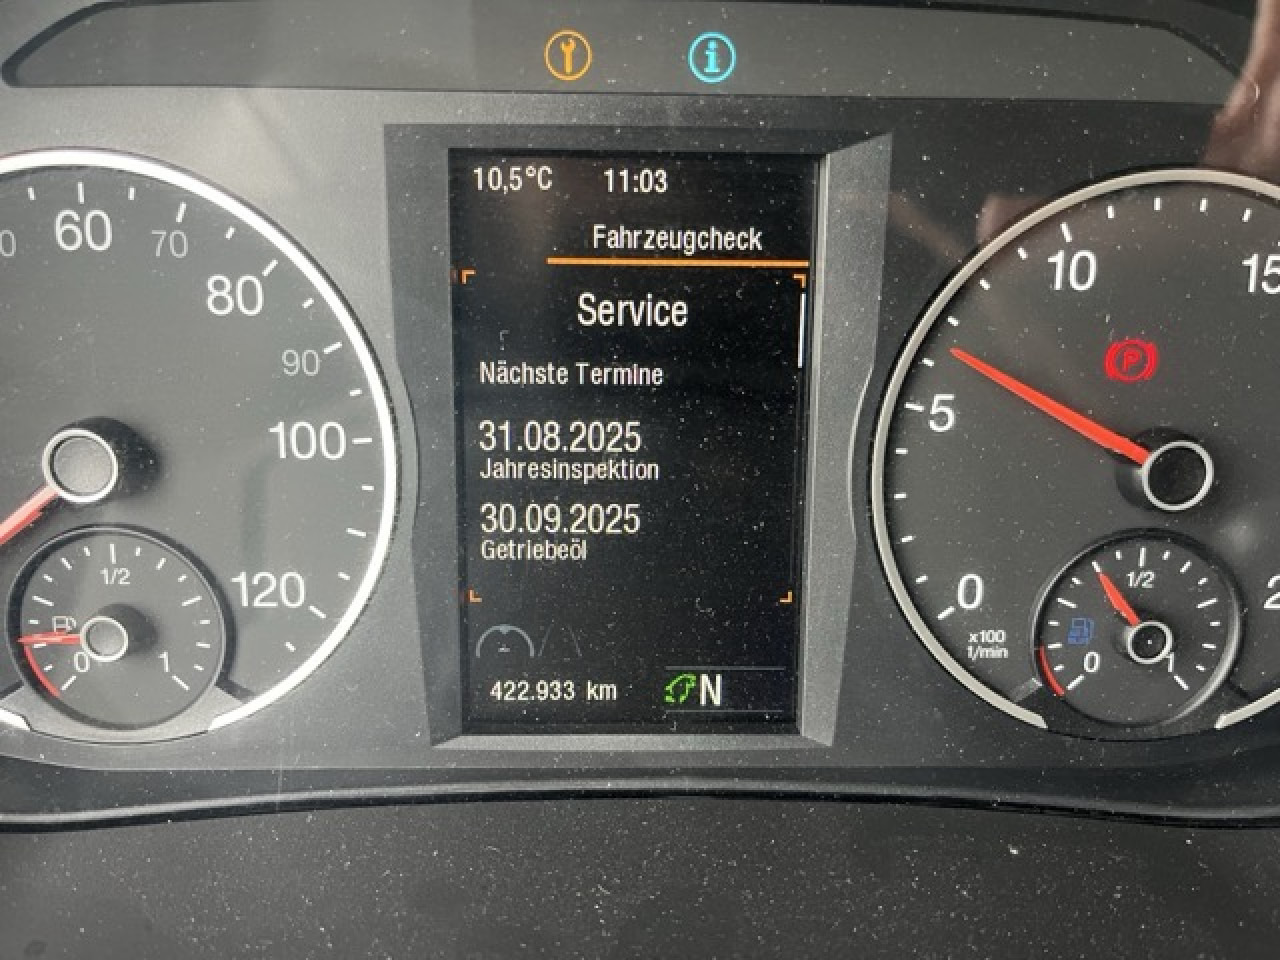 10,5°C 11:03
Fahrzeugcheck
Service
Nächste Termine
31.08.2025
Jahresinspektion
30.09.2025
Getriebeöl
422.933 km N
60
70
80
90
100
120
1/2
0 1
0
5
10
15
x100
1/min
P
1/2
0 1